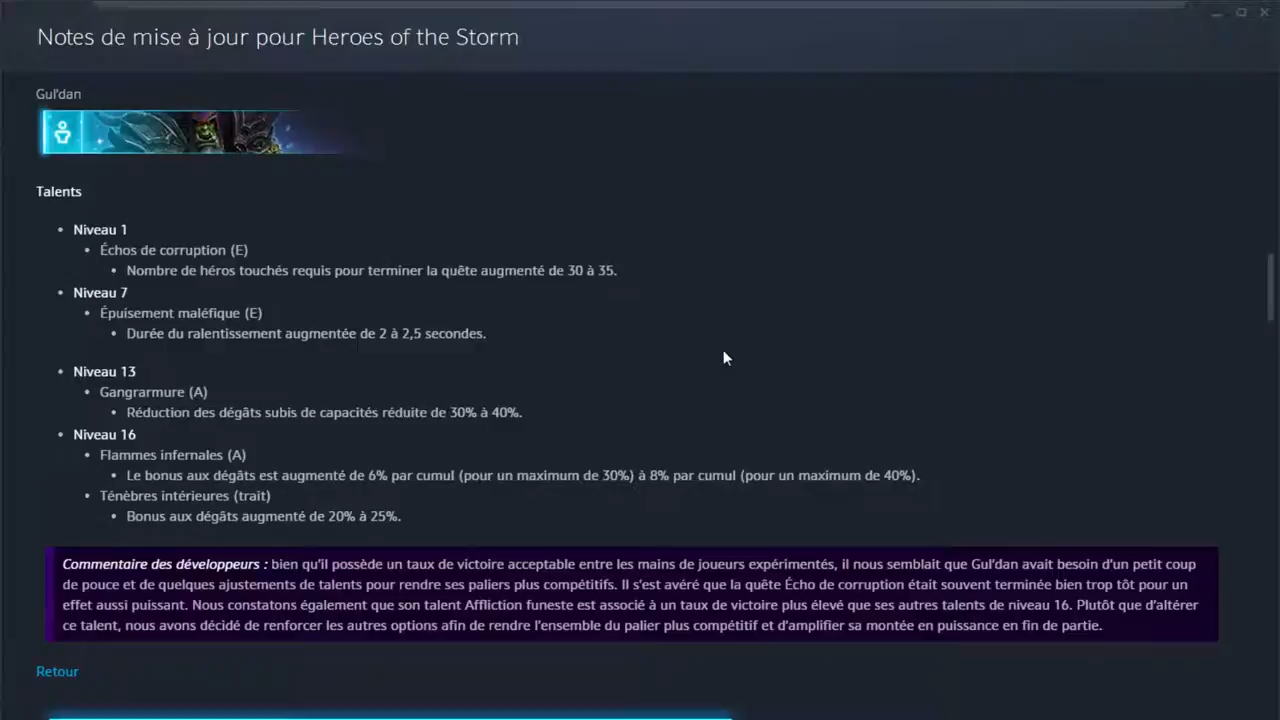 Notes de mise à jour pour Heroes of the Storm
Gul'dan
Talents
• Niveau 1
• Échos de corruption (E)
• Nombre de héros touchés requis pour terminer la quête augmenté de 30 à 35.
• Niveau 7
• Épuisement maléfique (E)
• Durée du ralentissement augmentée de 2 à 2,5 secondes.
• Niveau 13
• Gangrarmure (A)
• Réduction des dégâts subis de capacités réduite de 30% à 40%.
• Niveau 16
• Flammes infernales (A)
• Le bonus aux dégâts est augmenté de 6% par cumul (pour un maximum de 30%) à 8% par cumul (pour un maximum de 40%).
• Ténèbres intérieures (trait)
• Bonus aux dégâts augmenté de 20% à 25%.
Commentaire des développeurs : bien qu'il possède un taux de victoire acceptable entre les mains de joueurs expérimentés, il nous semblait que Gul'dan avait besoin d'un petit coup
de pouce et de quelques ajustements de talents pour rendre ses paliers plus compétitifs. Il s'est avéré que la quête Écho de corruption était souvent terminée bien trop tôt pour un
effet aussi puissant. Nous constatons également que son talent Affliction funeste est associé à un taux de victoire plus élevé que ses autres talents de niveau 16. Plutôt que d'altérer
ce talent, nous avons décidé de renforcer les autres options afin de rendre l'ensemble du palier plus compétitif et d'amplifier sa montée en puissance en fin de partie.
Retour